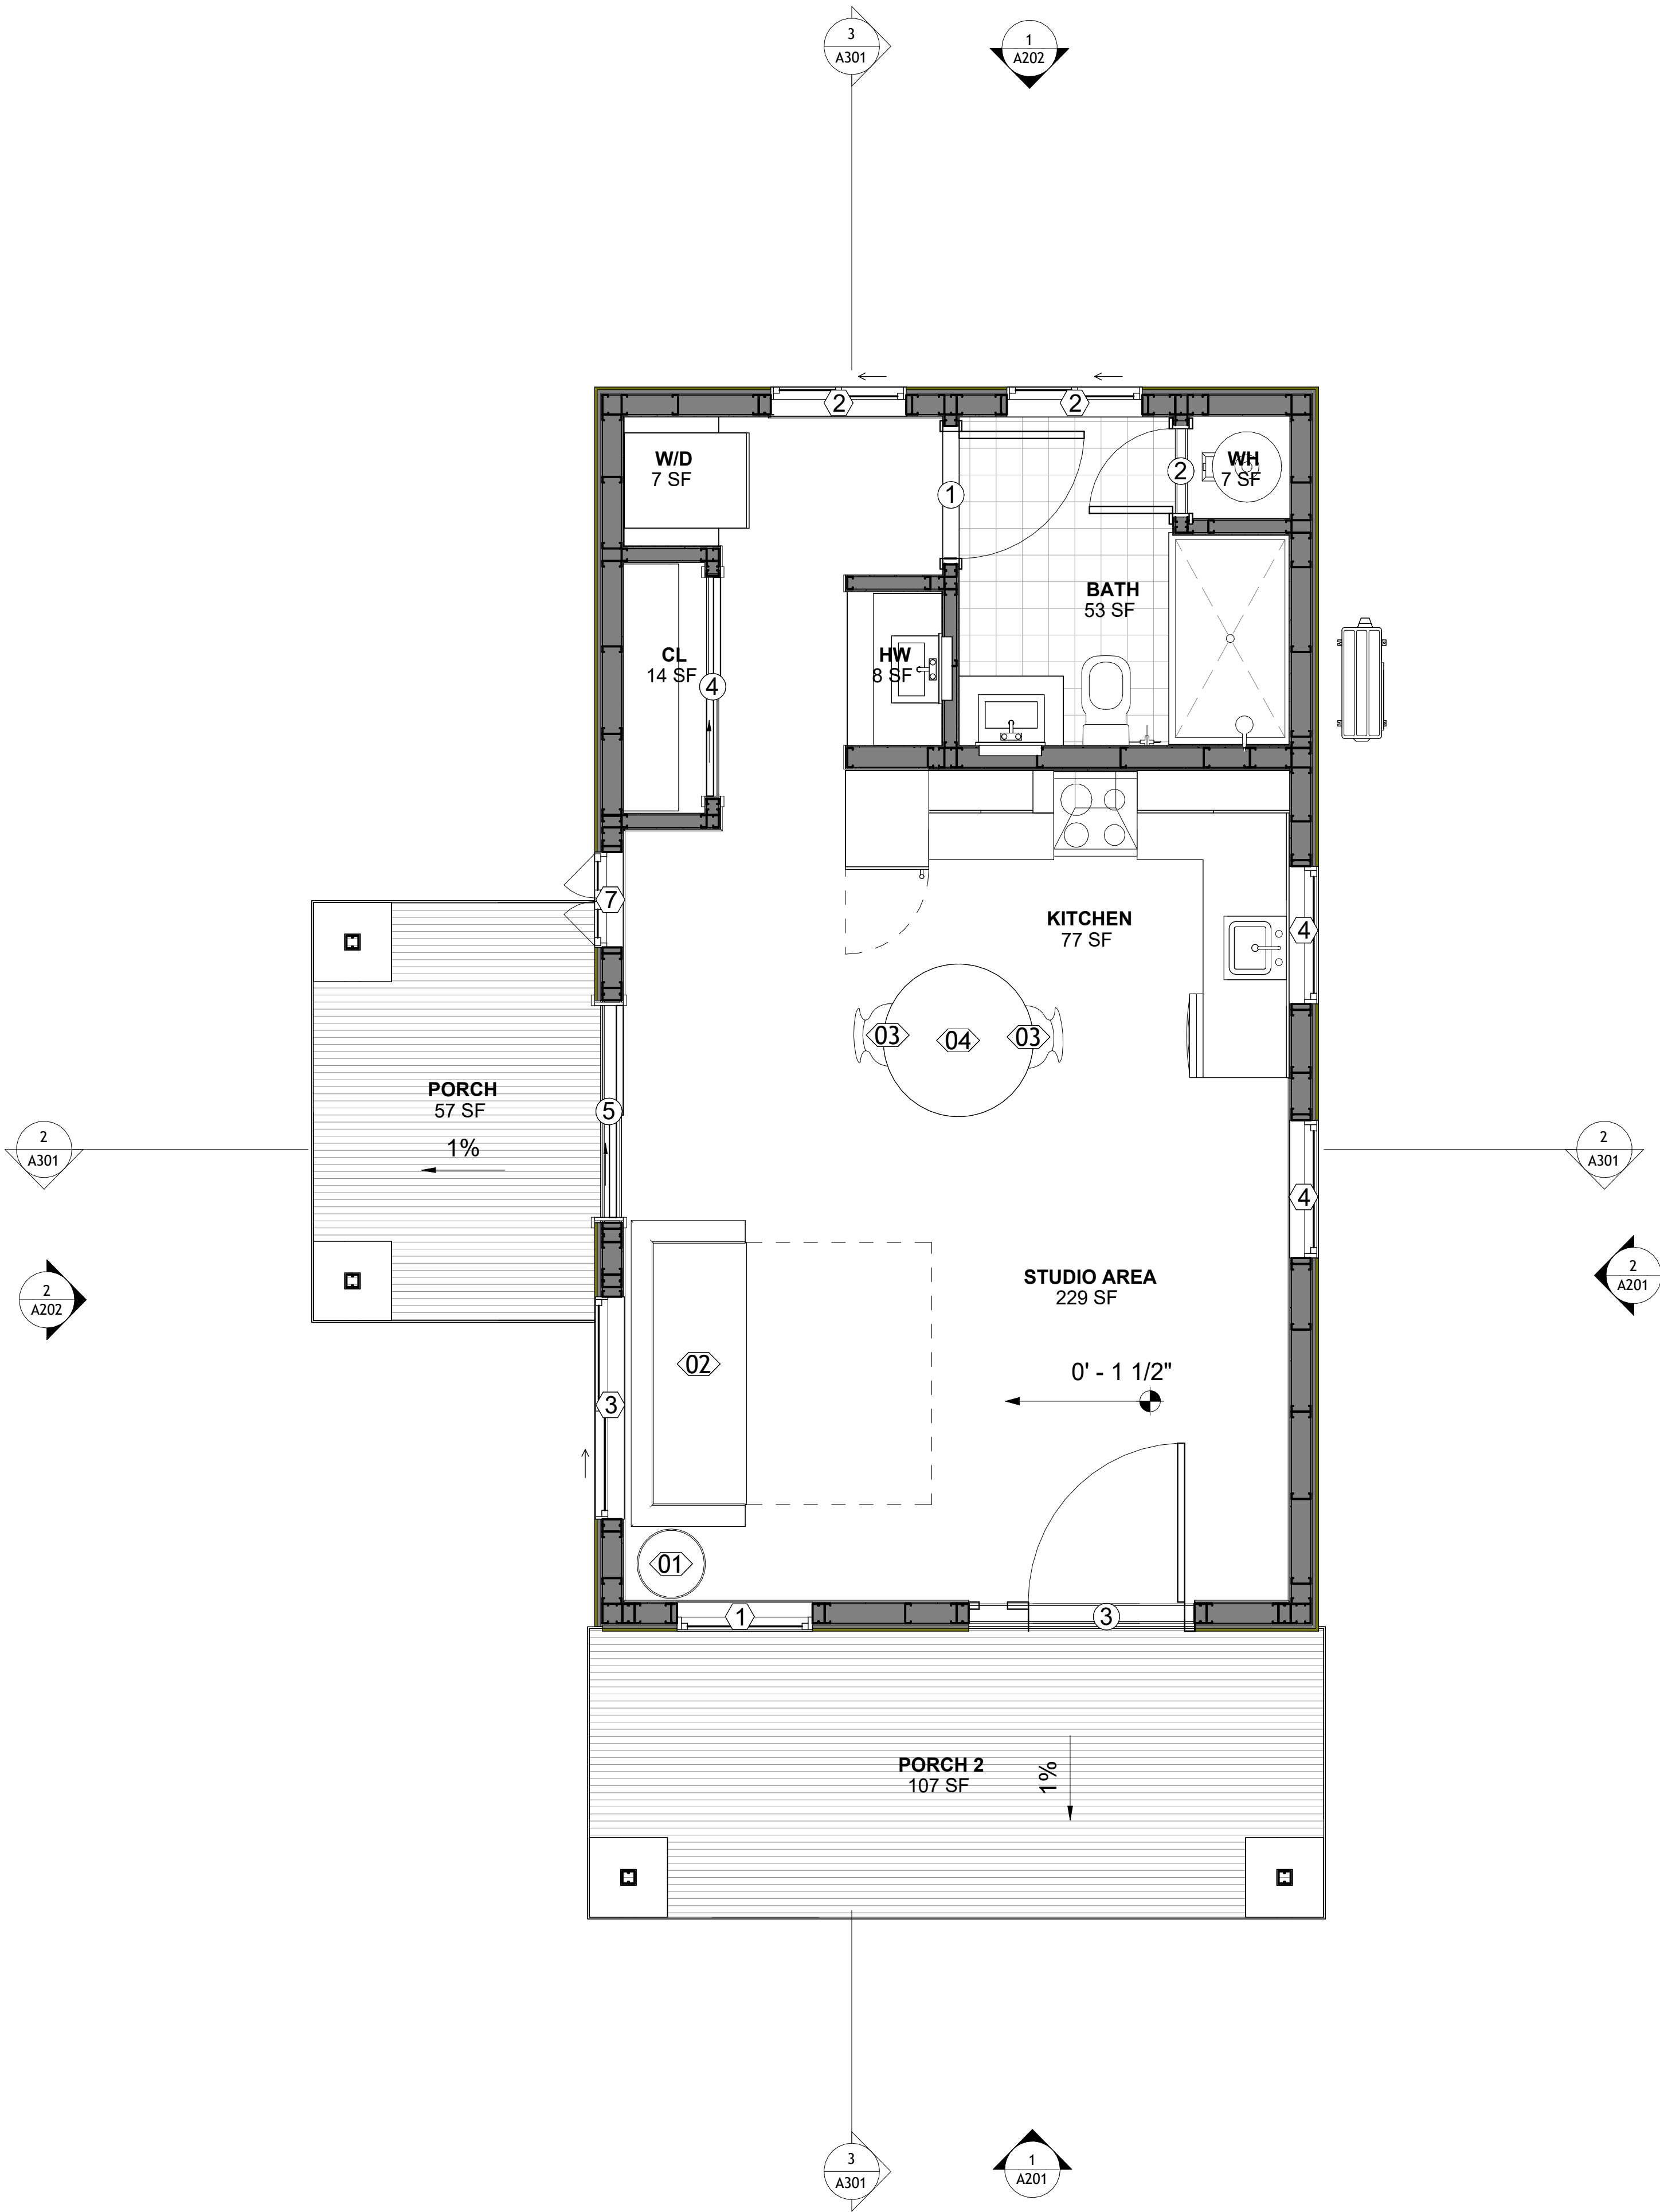 3
A301
1
A202
2
2
W/D
7 SF
WH
7 SF
2
1
BATH
53 SF
CL
14 SF
HW
8 SF
4
7
KITCHEN
77 SF
4
03
04
03
PORCH
57 SF
5
1%
2
A301
2
A301
4
2
A202
STUDIO AREA
229 SF
2
A201
02
0' - 1 1/2"
3
01
1
3
PORCH 2
107 SF
1%
3
A301
1
A201